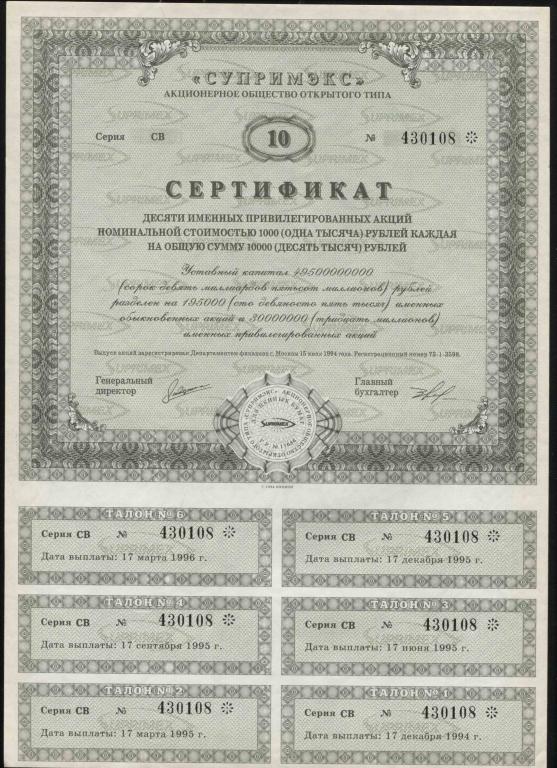 «СУПРИМЭКС»
АКЦИОНЕРНОЕ ОБЩЕСТВО ОТКРЫТОГО ТИПА
Серия СВ
10
№ 430108
СЕРТИФИКАТ
ДЕСЯТИ ИМЕННЫХ ПРИВИЛЕГИРОВАННЫХ АКЦИЙ
НОМИНАЛЬНОЙ СТОИМОСТЬЮ 1000 (ОДНА ТЫСЯЧА) РУБЛЕЙ КАЖДАЯ
НА ОБЩУЮ СУММУ 10000 (ДЕСЯТЬ ТЫСЯЧ) РУБЛЕЙ
Уставный капитал 49500000000
(сорок девять миллиардов пятьсот миллионов) рублей
разделен на 195000 (сто девяносто пять тысяч) именных
обыкновенных акций и 30000000 (тридцать миллионов)
именных привилегированных акций
Выпуск акций зарегистрирован Департаментом финансов г. Москвы 15 июня 1994 года. Регистрационный номер 73-1-3598.
Генеральный
директор
Главный
бухгалтер
SUPRIMEX
ДЛЯ ЦЕННЫХ БУМАГ
ТАЛОН № 6
Серия СВ № 430108
Дата выплаты: 17 марта 1996 г.
ТАЛОН № 5
Серия СВ № 430108
Дата выплаты: 17 декабря 1995 г.
ТАЛОН № 4
Серия СВ № 430108
Дата выплаты: 17 сентября 1995 г.
ТАЛОН № 3
Серия СВ № 430108
Дата выплаты: 17 июня 1995 г.
ТАЛОН № 2
Серия СВ № 430108
Дата выплаты: 17 марта 1995 г.
ТАЛОН № 1
Серия СВ № 430108
Дата выплаты: 17 декабря 1994 г.